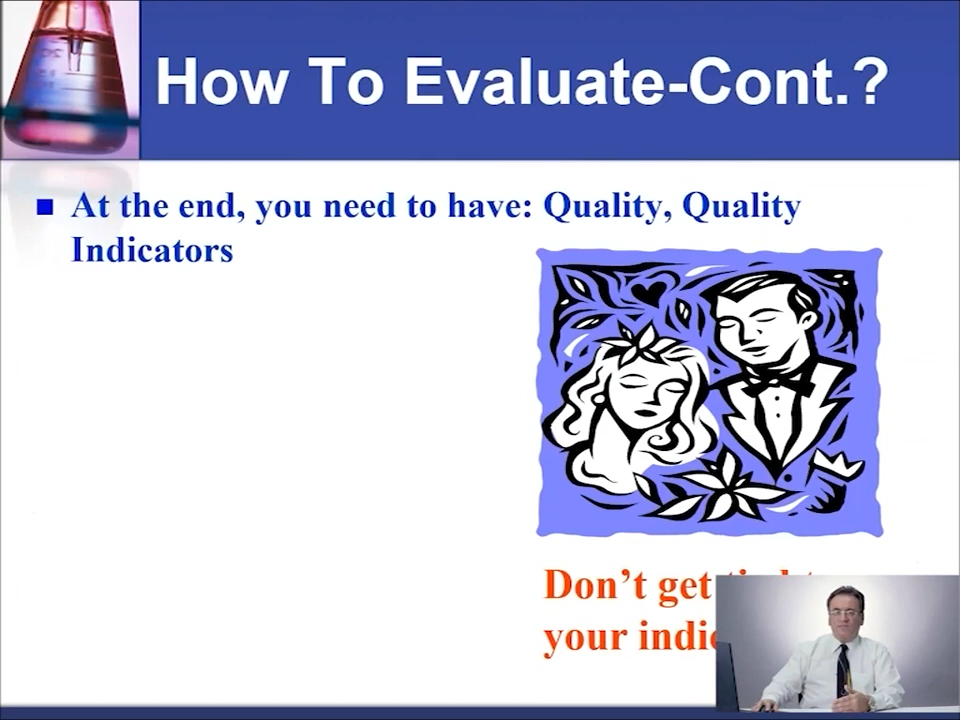 How To Evaluate-Cont.?
At the end, you need to have: Quality, Quality
Indicators
Don’t get
your